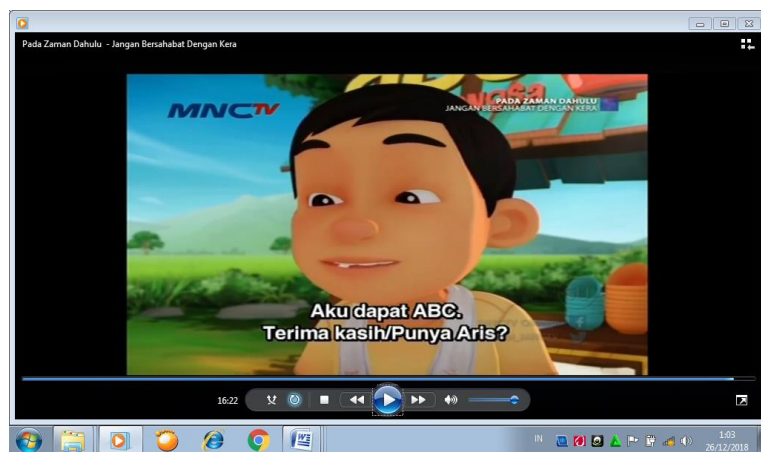 Pada Zaman Dahulu - Jangan Bersahabat Dengan Kera
MNCTV
PADA ZAMAN DAHULU
JANGAN BERSAHABAT DENGAN KERA
Aku dapat ABC.
Terima kasih/Punya Aris?
16:22
IN
1:03
26/12/2018